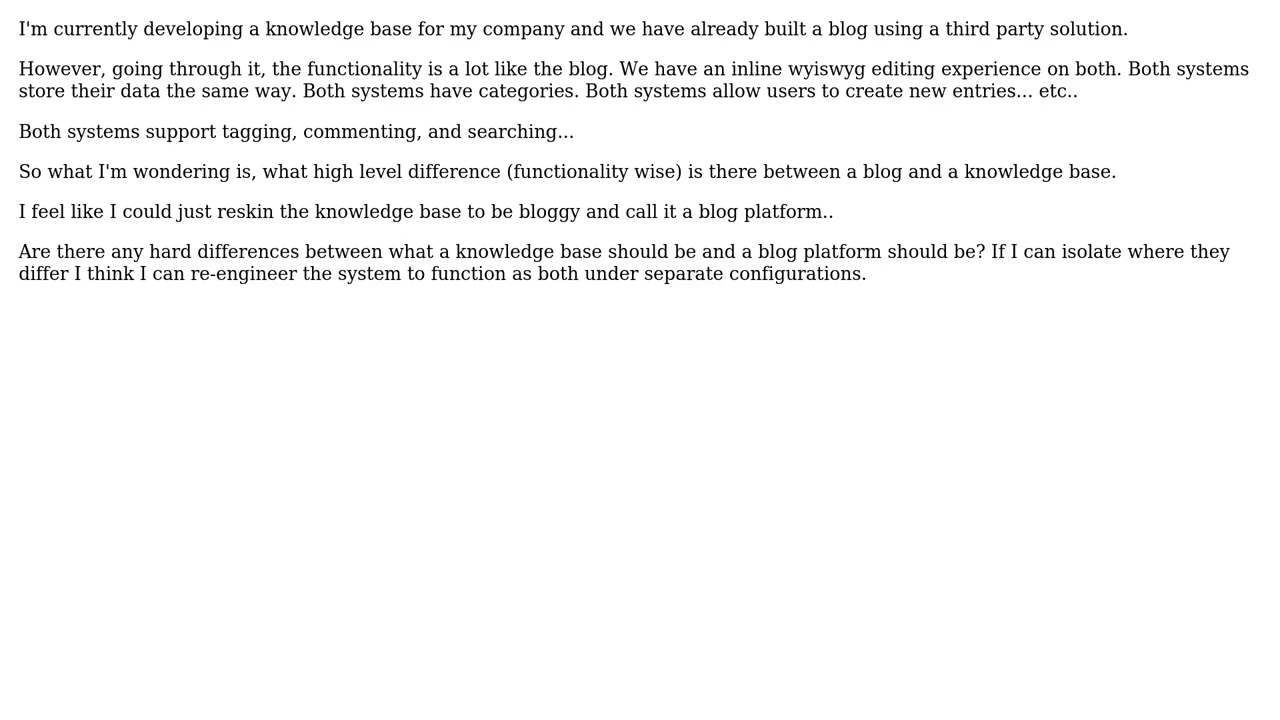 I'm currently developing a knowledge base for my company and we have already built a blog using a third party solution.
However, going through it, the functionality is a lot like the blog. We have an inline wyiswyg editing experience on both. Both systems
store their data the same way. Both systems have categories. Both systems allow users to create new entries... etc..
Both systems support tagging, commenting, and searching...
So what I'm wondering is, what high level difference (functionality wise) is there between a blog and a knowledge base.
I feel like I could just reskin the knowledge base to be bloggy and call it a blog platform..
Are there any hard differences between what a knowledge base should be and a blog platform should be? If I can isolate where they
differ I think I can re-engineer the system to function as both under separate configurations.